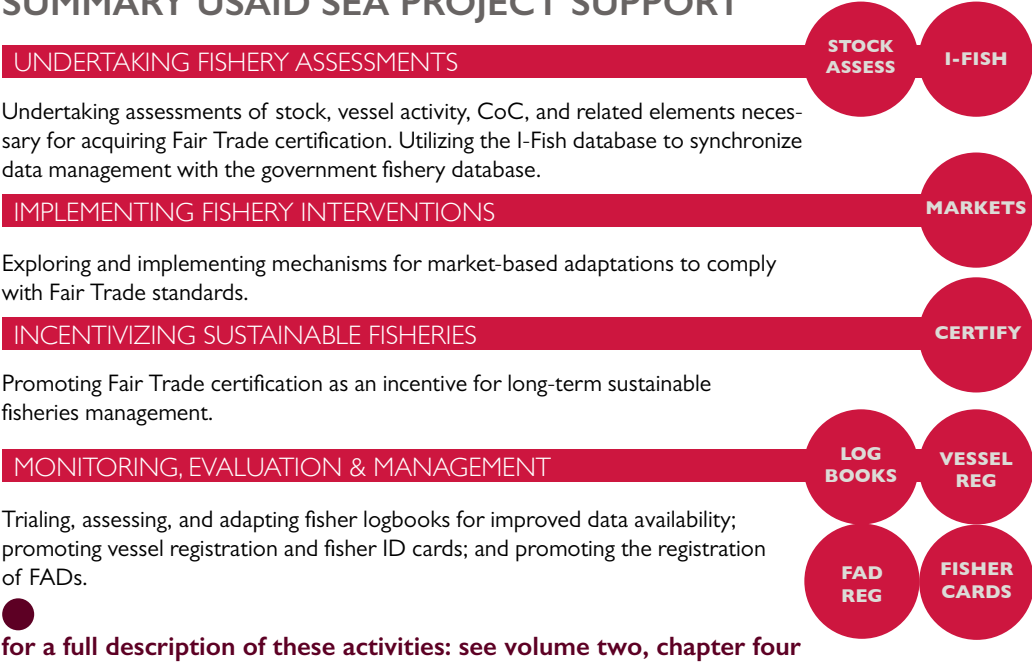 SUMMARY USAID SEA PROJECT SUPPORT
UNDERTAKING FISHERY ASSESSMENTS
STOCK
ASSESS
I-FISH
Undertaking assessments of stock, vessel activity, CoC, and related elements neces-
sary for acquiring Fair Trade certification. Utilizing the I-Fish database to synchronize
data management with the government fishery database.
IMPLEMENTING FISHERY INTERVENTIONS
MARKETS
Exploring and implementing mechanisms for market-based adaptations to comply
with Fair Trade standards.
INCENTIVIZING SUSTAINABLE FISHERIES
CERTIFY
Promoting Fair Trade certification as an incentive for long-term sustainable
fisheries management.
MONITORING, EVALUATION & MANAGEMENT
LOG
BOOKS
VESSEL
REG
Trialing, assessing, and adapting fisher logbooks for improved data availability;
promoting vessel registration and fisher ID cards; and promoting the registration
of FADs.
FAD
REG
FISHER
CARDS
for a full description of these activities: see volume two, chapter four